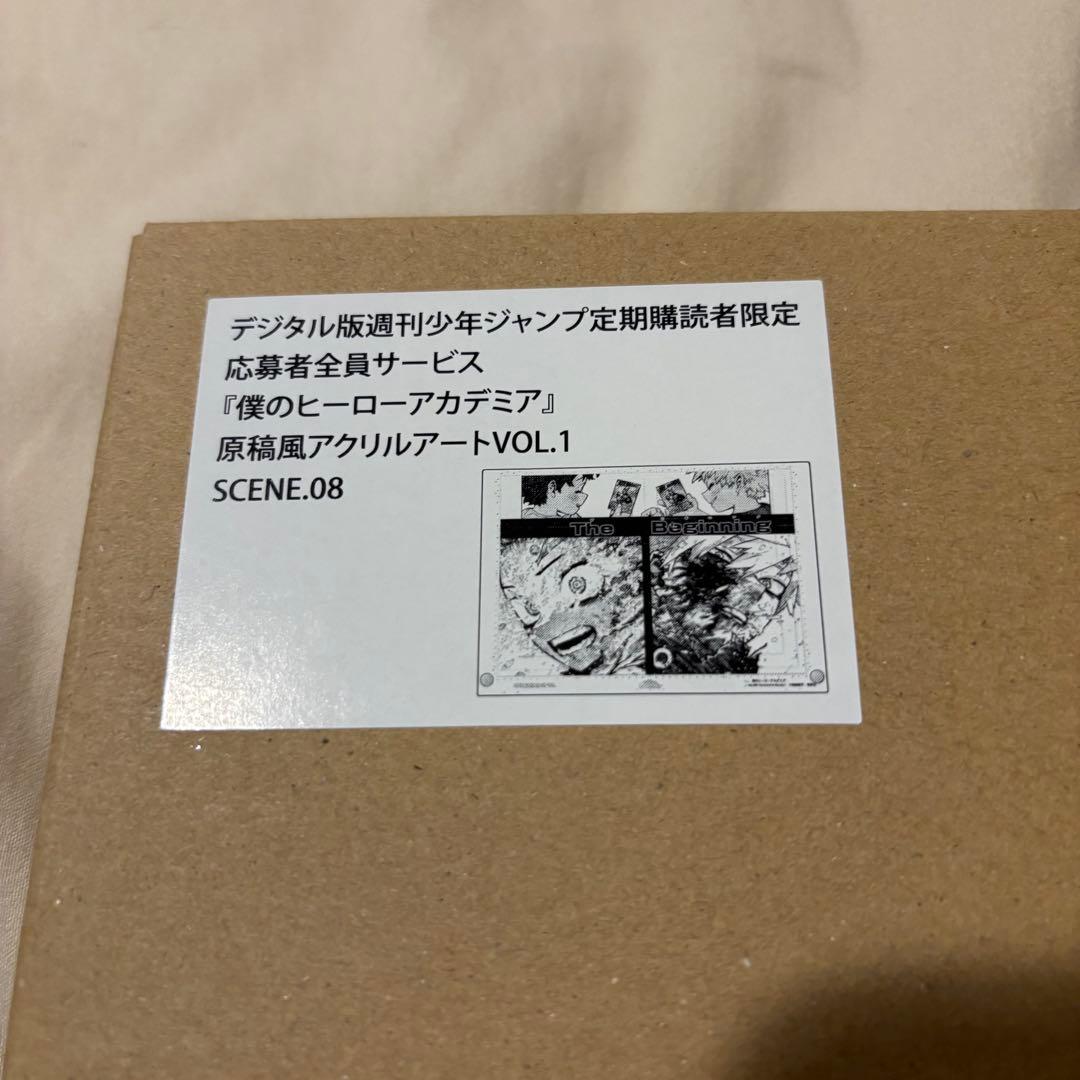 デジタル版週刊少年ジャンプ定期購読者限定
応募者全員サービス
『僕のヒーローアカデミア』
原稿風アクリルアートVOL.1
SCENE.08
The Beginning